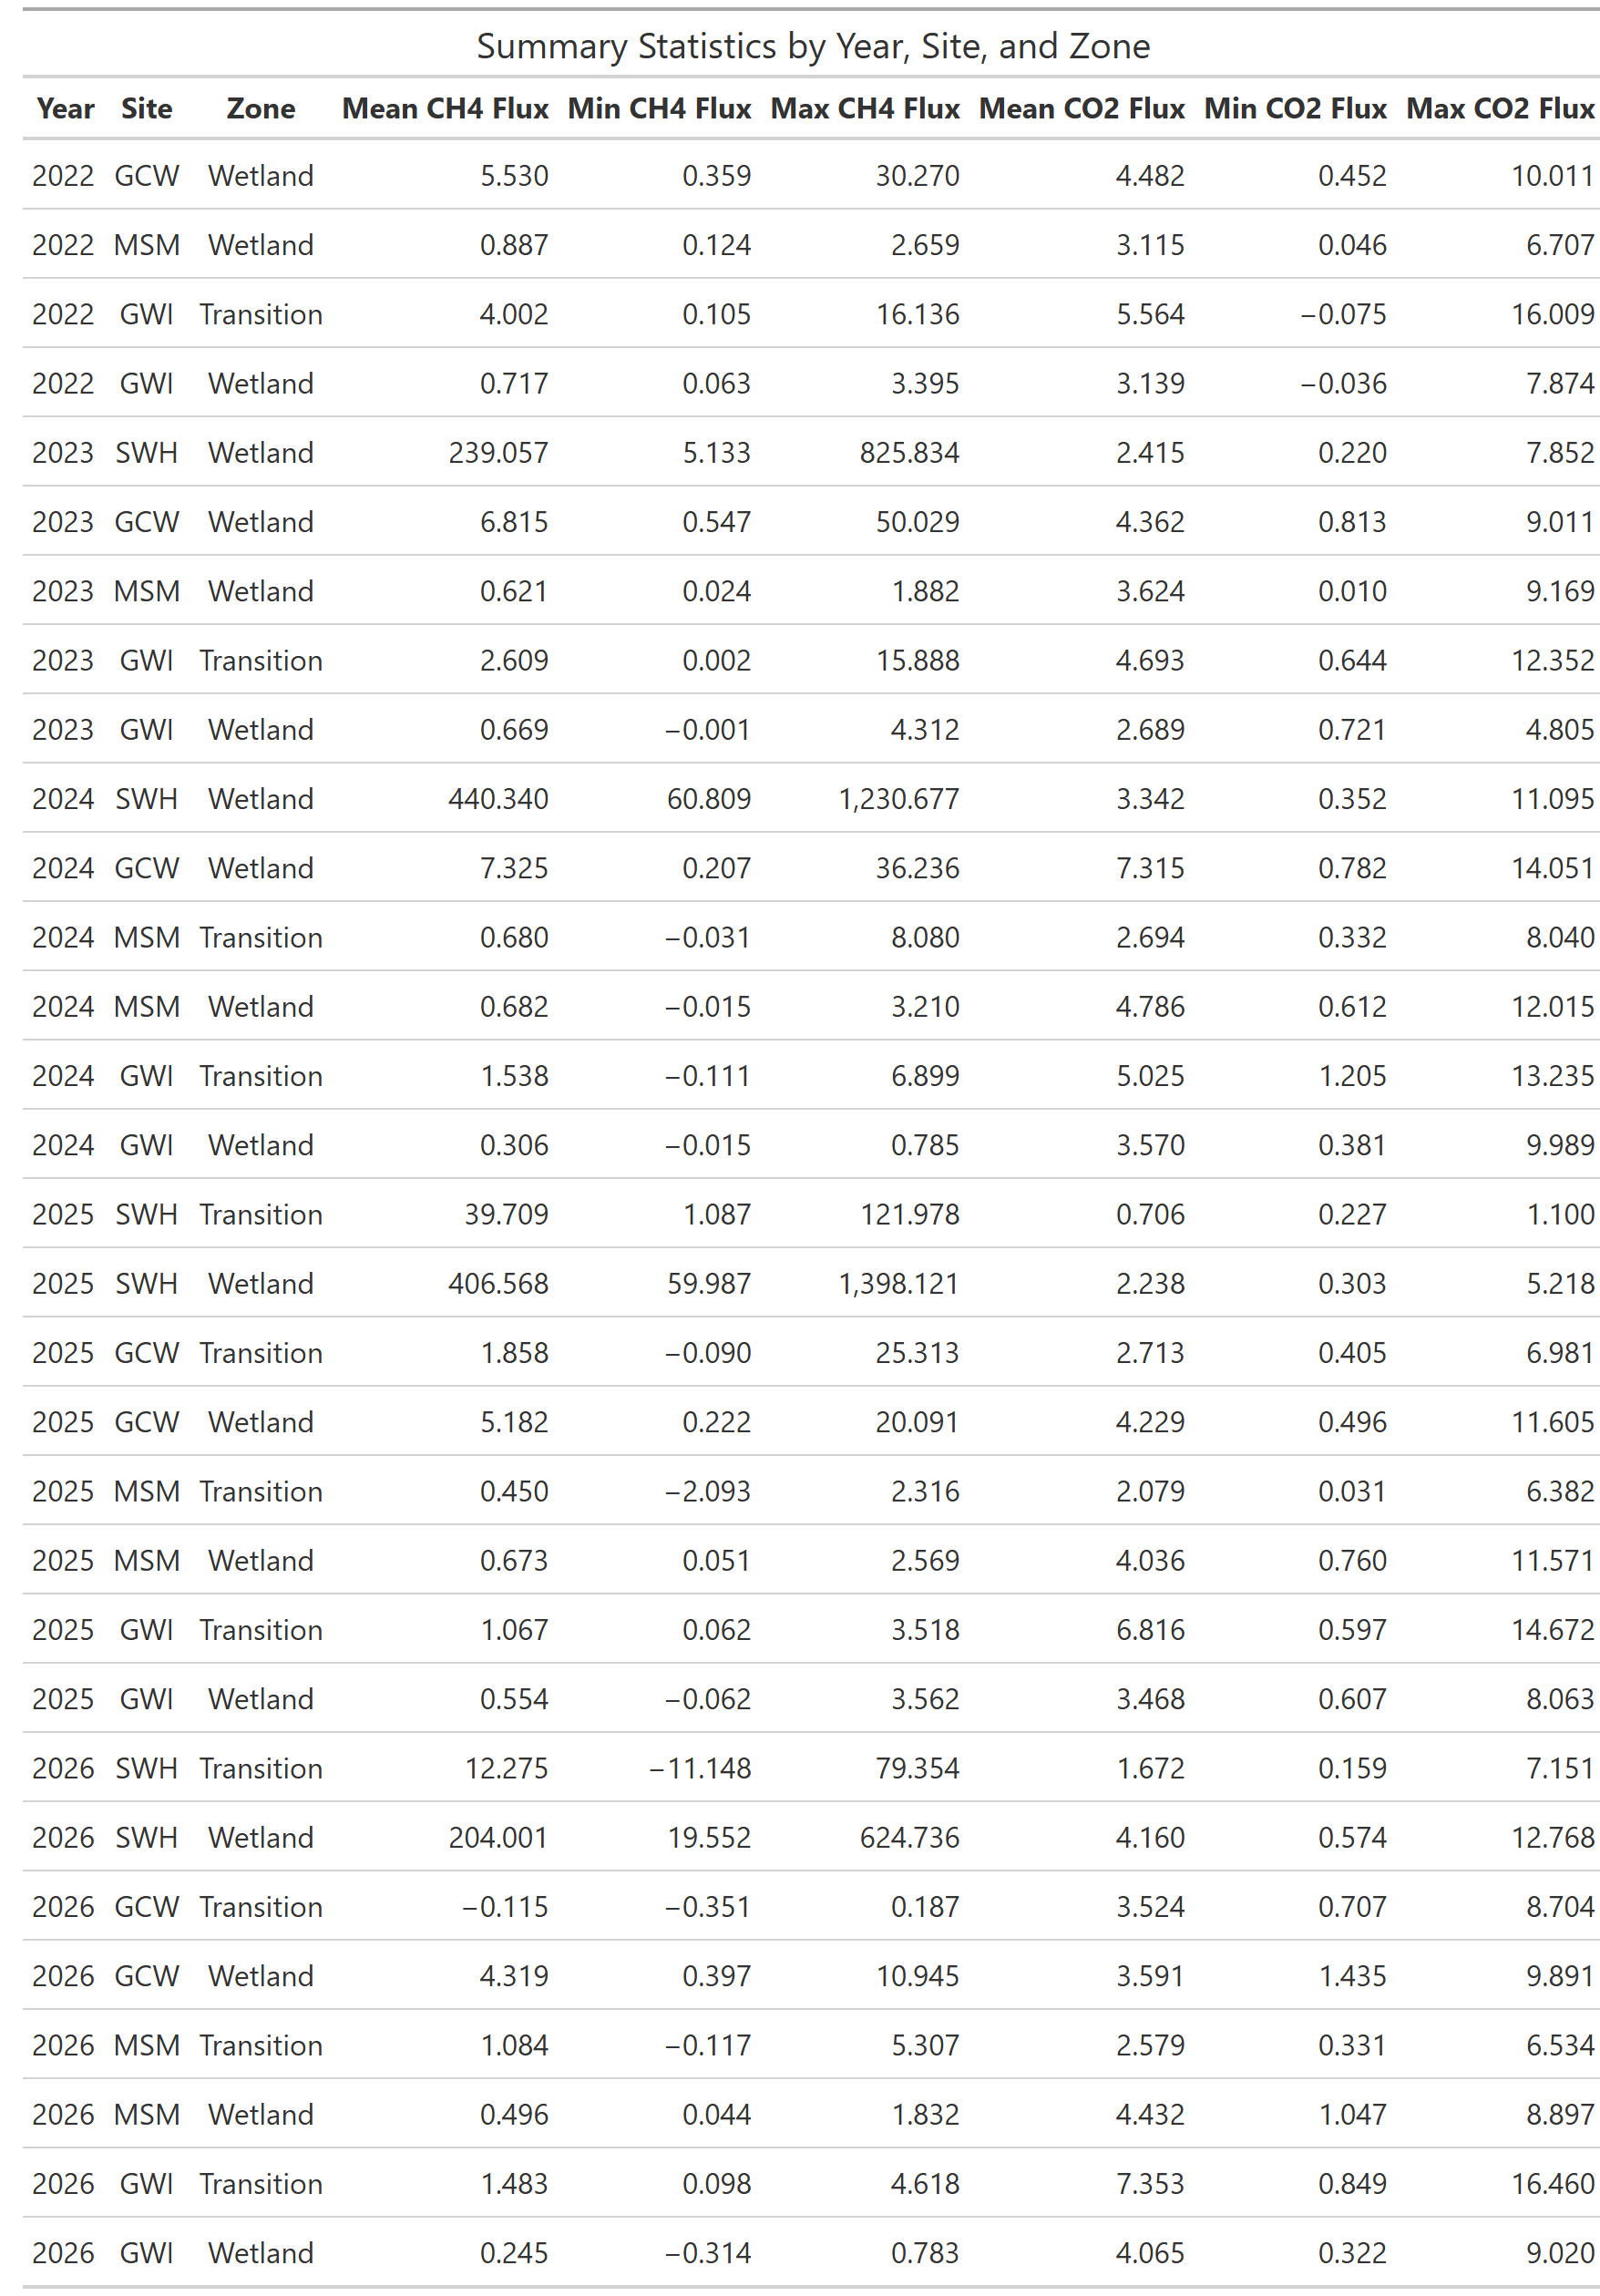 Summary Statistics by Year, Site, and Zone
Year Site Zone Mean CH4 Flux Min CH4 Flux Max CH4 Flux Mean CO2 Flux Min CO2 Flux Max CO2 Flux
2022 GCW Wetland 5.530 0.359 30.270 4.482 0.452 10.011
2022 MSM Wetland 0.887 0.124 2.659 3.115 0.046 6.707
2022 GWI Transition 4.002 0.105 16.136 5.564 −0.075 16.009
2022 GWI Wetland 0.717 0.063 3.395 3.139 −0.036 7.874
2023 SWH Wetland 239.057 5.133 825.834 2.415 0.220 7.852
2023 GCW Wetland 6.815 0.547 50.029 4.362 0.813 9.011
2023 MSM Wetland 0.621 0.024 1.882 3.624 0.010 9.169
2023 GWI Transition 2.609 0.002 15.888 4.693 0.644 12.352
2023 GWI Wetland 0.669 −0.001 4.312 2.689 0.721 4.805
2024 SWH Wetland 440.340 60.809 1,230.677 3.342 0.352 11.095
2024 GCW Wetland 7.325 0.207 36.236 7.315 0.782 14.051
2024 MSM Transition 0.680 −0.031 8.080 2.694 0.332 8.040
2024 MSM Wetland 0.682 −0.015 3.210 4.786 0.612 12.015
2024 GWI Transition 1.538 −0.111 6.899 5.025 1.205 13.235
2024 GWI Wetland 0.306 −0.015 0.785 3.570 0.381 9.989
2025 SWH Transition 39.709 1.087 121.978 0.706 0.227 1.100
2025 SWH Wetland 406.568 59.987 1,398.121 2.238 0.303 5.218
2025 GCW Transition 1.858 −0.090 25.313 2.713 0.405 6.981
2025 GCW Wetland 5.182 0.222 20.091 4.229 0.496 11.605
2025 MSM Transition 0.450 −2.093 2.316 2.079 0.031 6.382
2025 MSM Wetland 0.673 0.051 2.569 4.036 0.760 11.571
2025 GWI Transition 1.067 0.062 3.518 6.816 0.597 14.672
2025 GWI Wetland 0.554 −0.062 3.562 3.468 0.607 8.063
2026 SWH Transition 12.275 −11.148 79.354 1.672 0.159 7.151
2026 SWH Wetland 204.001 19.552 624.736 4.160 0.574 12.768
2026 GCW Transition −0.115 −0.351 0.187 3.524 0.707 8.704
2026 GCW Wetland 4.319 0.397 10.945 3.591 1.435 9.891
2026 MSM Transition 1.084 −0.117 5.307 2.579 0.331 6.534
2026 MSM Wetland 0.496 0.044 1.832 4.432 1.047 8.897
2026 GWI Transition 1.483 0.098 4.618 7.353 0.849 16.460
2026 GWI Wetland 0.245 −0.314 0.783 4.065 0.322 9.020